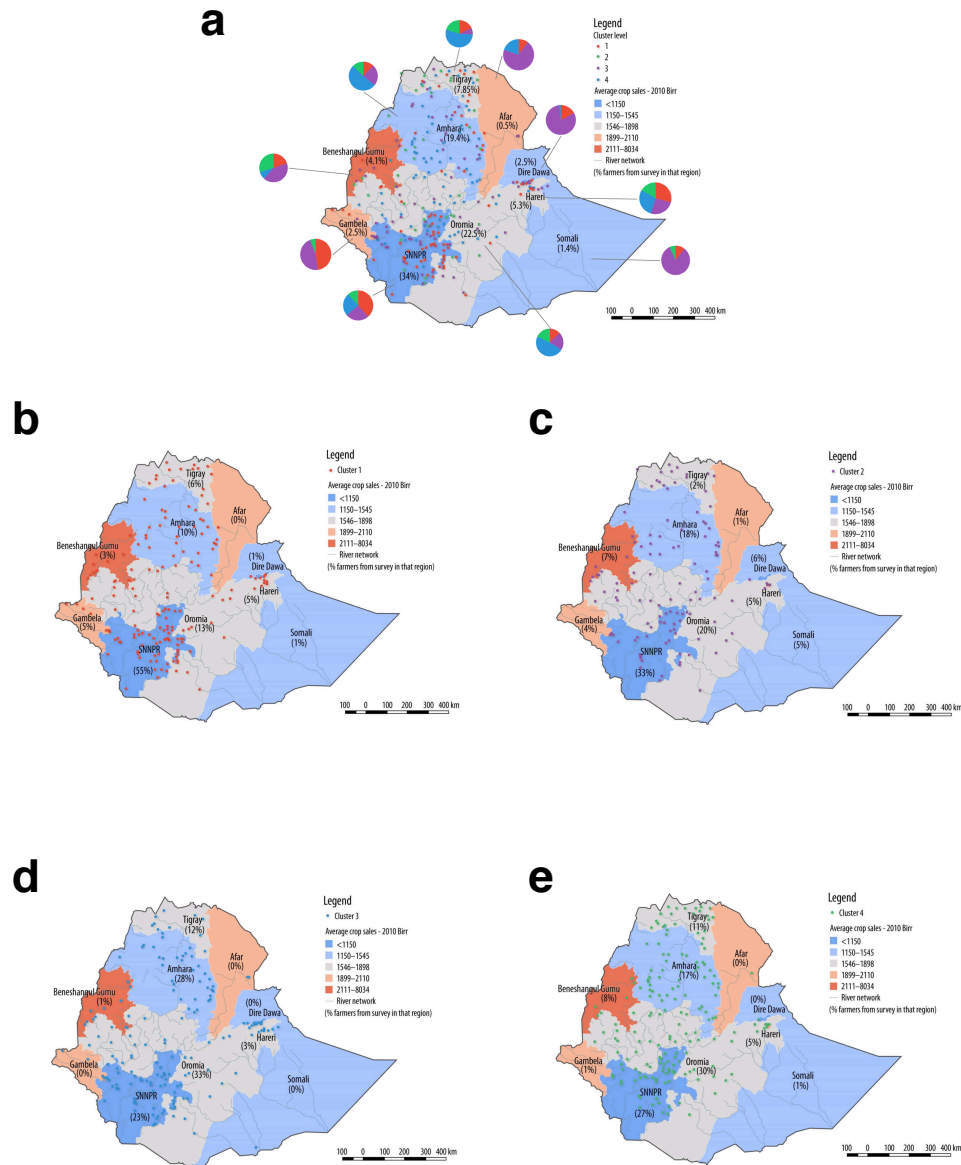 a
Legend
Cluster level
1
2
3
4
Average crop sales - 2010 Birr
<1150
1150–1545
1546–1898
1899–2110
2111–8034
River network
(% farmers from survey in that region)
Tigray
(7.85%)
Afar
(0.5%)
Amhara
(19.4%)
Beneshangul Gumu
(4.1%)
(2.5%)
Dire Dawa
Hareri
(5.3%)
Gambela
(2.5%)
Oromia
(22.5%)
Somali
(1.4%)
SNNPR
(34%)
100 0 100 200 300 400 km
b
Legend
Cluster 1
Average crop sales - 2010 Birr
<1150
1150–1545
1546–1898
1899–2110
2111–8034
River network
(% farmers from survey in that region)
Tigray
(6%)
Afar
(0%)
Amhara
(10%)
Beneshangul Gumu
(3%)
(1%)
Dire Dawa
Hareri
(5%)
Gambela
(5%)
Oromia
(13%)
Somali
(1%)
SNNPR
(55%)
100 0 100 200 300 400 km
c
Legend
Cluster 2
Average crop sales - 2010 Birr
<1150
1150–1545
1546–1898
1899–2110
2111–8034
River network
(% farmers from survey in that region)
Tigray
(2%)
Afar
(1%)
Amhara
(18%)
Beneshangul Gumu
(7%)
(6%)
Dire Dawa
Hareri
(5%)
Gambela
(4%)
Oromia
(20%)
Somali
(5%)
SNNPR
(33%)
100 0 100 200 300 400 km
d
Legend
Cluster 3
Average crop sales - 2010 Birr
<1150
1150–1545
1546–1898
1899–2110
2111–8034
River network
(% farmers from survey in that region)
Tigray
(12%)
Afar
(0%)
Amhara
(28%)
Beneshangul Gumu
(1%)
(0%)
Dire Dawa
Hareri
(3%)
Gambela
(0%)
Oromia
(33%)
Somali
(0%)
SNNPR
(23%)
100 0 100 200 300 400 km
e
Legend
Cluster 4
Average crop sales - 2010 Birr
<1150
1150–1545
1546–1898
1899–2110
2111–8034
River network
(% farmers from survey in that region)
Tigray
(11%)
Afar
(0%)
Amhara
(17%)
Beneshangul Gumu
(8%)
(0%)
Dire Dawa
Hareri
(5%)
Gambela
(1%)
Oromia
(30%)
Somali
(1%)
SNNPR
(27%)
100 0 100 200 300 400 km